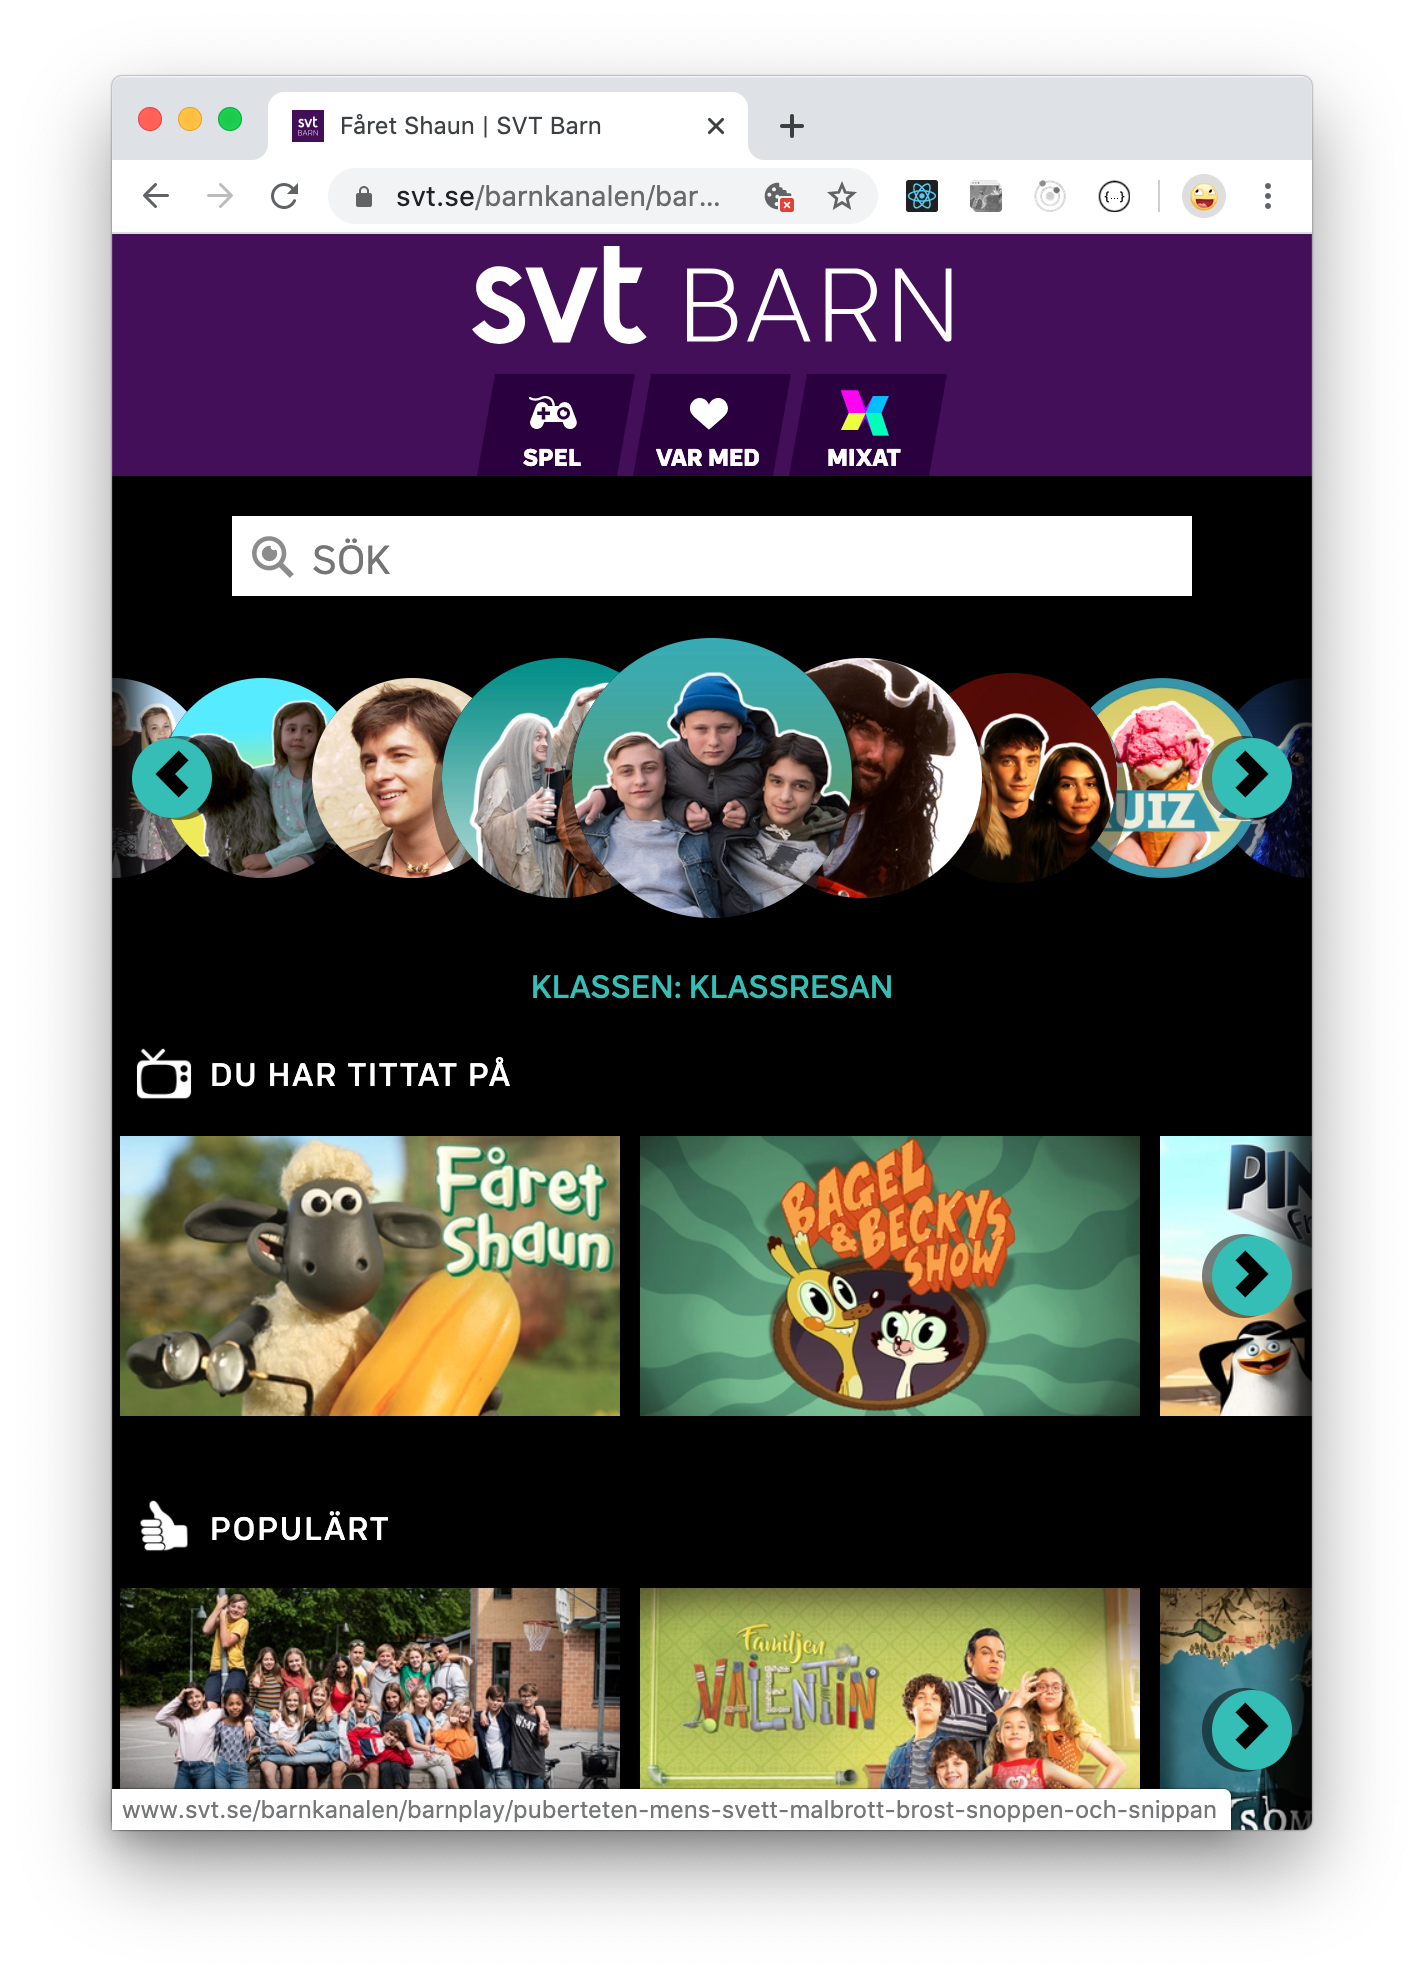 svt
BARN
Fåret Shaun | SVT Barn
svt.se/barnkanalen/bar...
{...}
svt BARN
SPEL
VAR MED
MIXAT
SÖK
UIZ
KLASSEN: KLASSRESAN
DU HAR TITTAT PÅ
Fåret
Shaun
BAGEL
& BECKYS
SHOW
PIN
Fr
POPULÄRT
Familjen
VALENTIN
www.svt.se/barnkanalen/barnplay/puberteten-mens-svett-malbrott-brost-snoppen-och-snippan
SOM